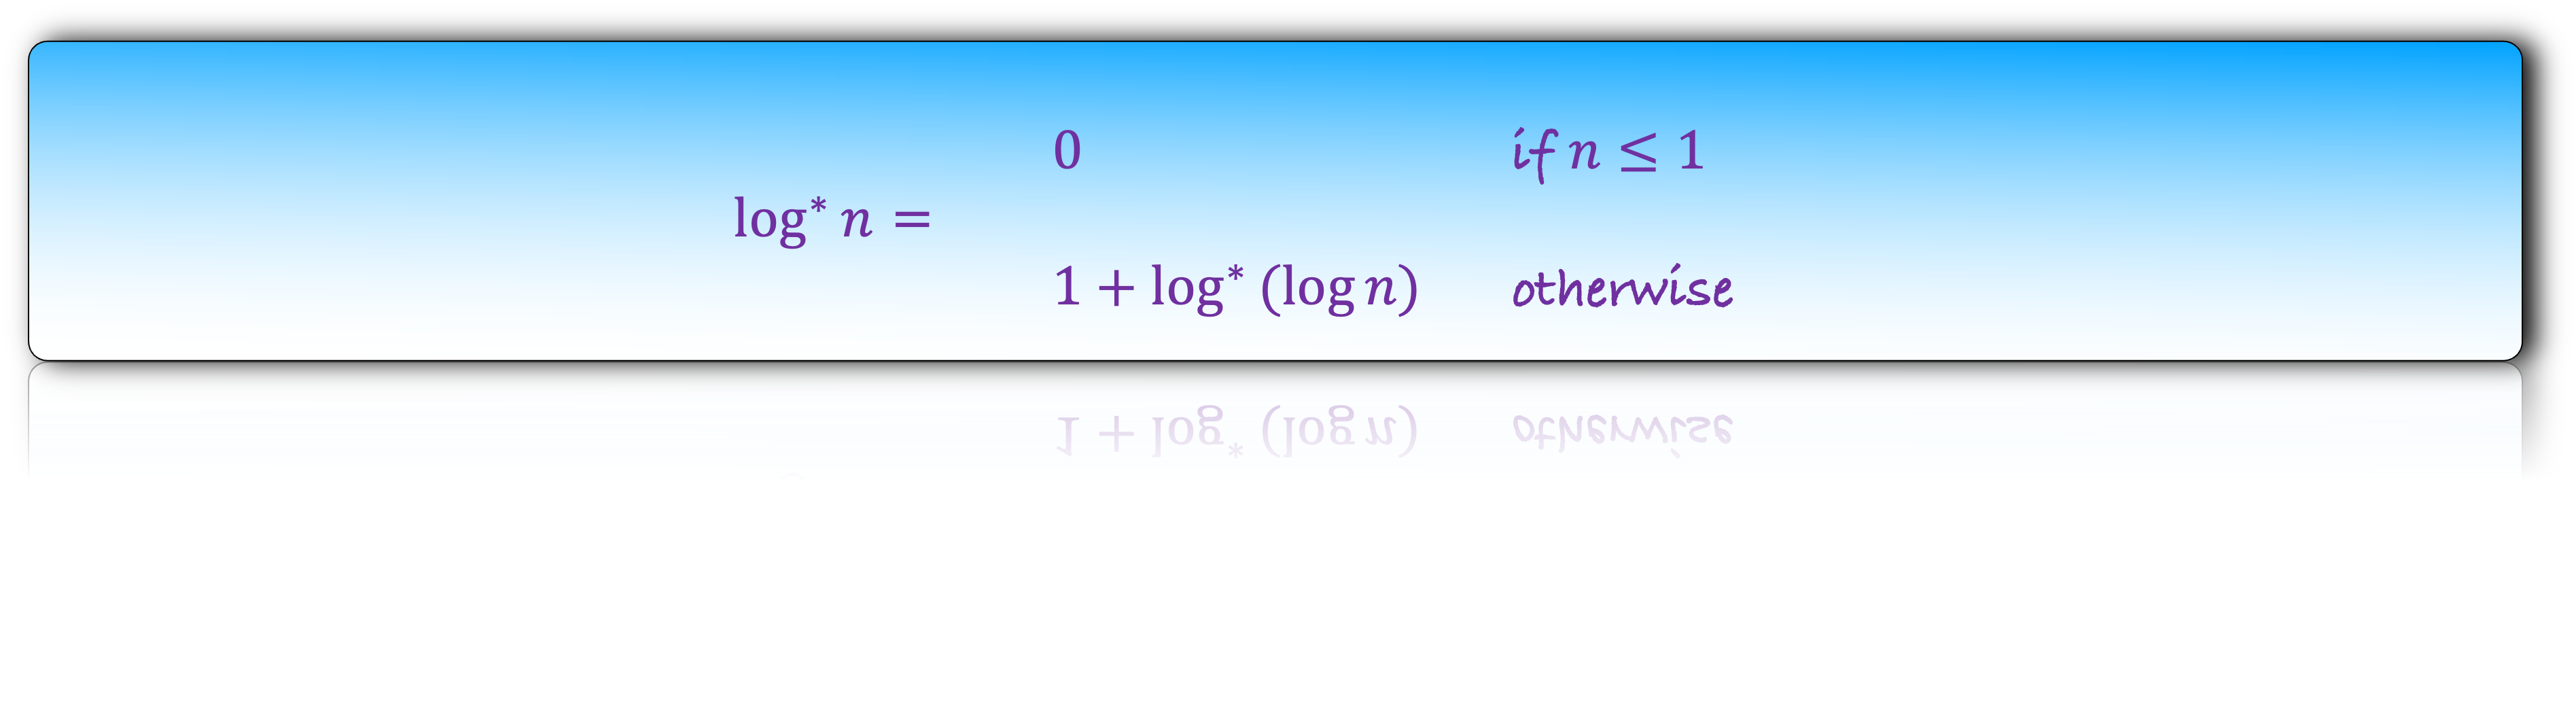 0 if n ≤ 1
log* n =
1 + log* (log n) otherwise